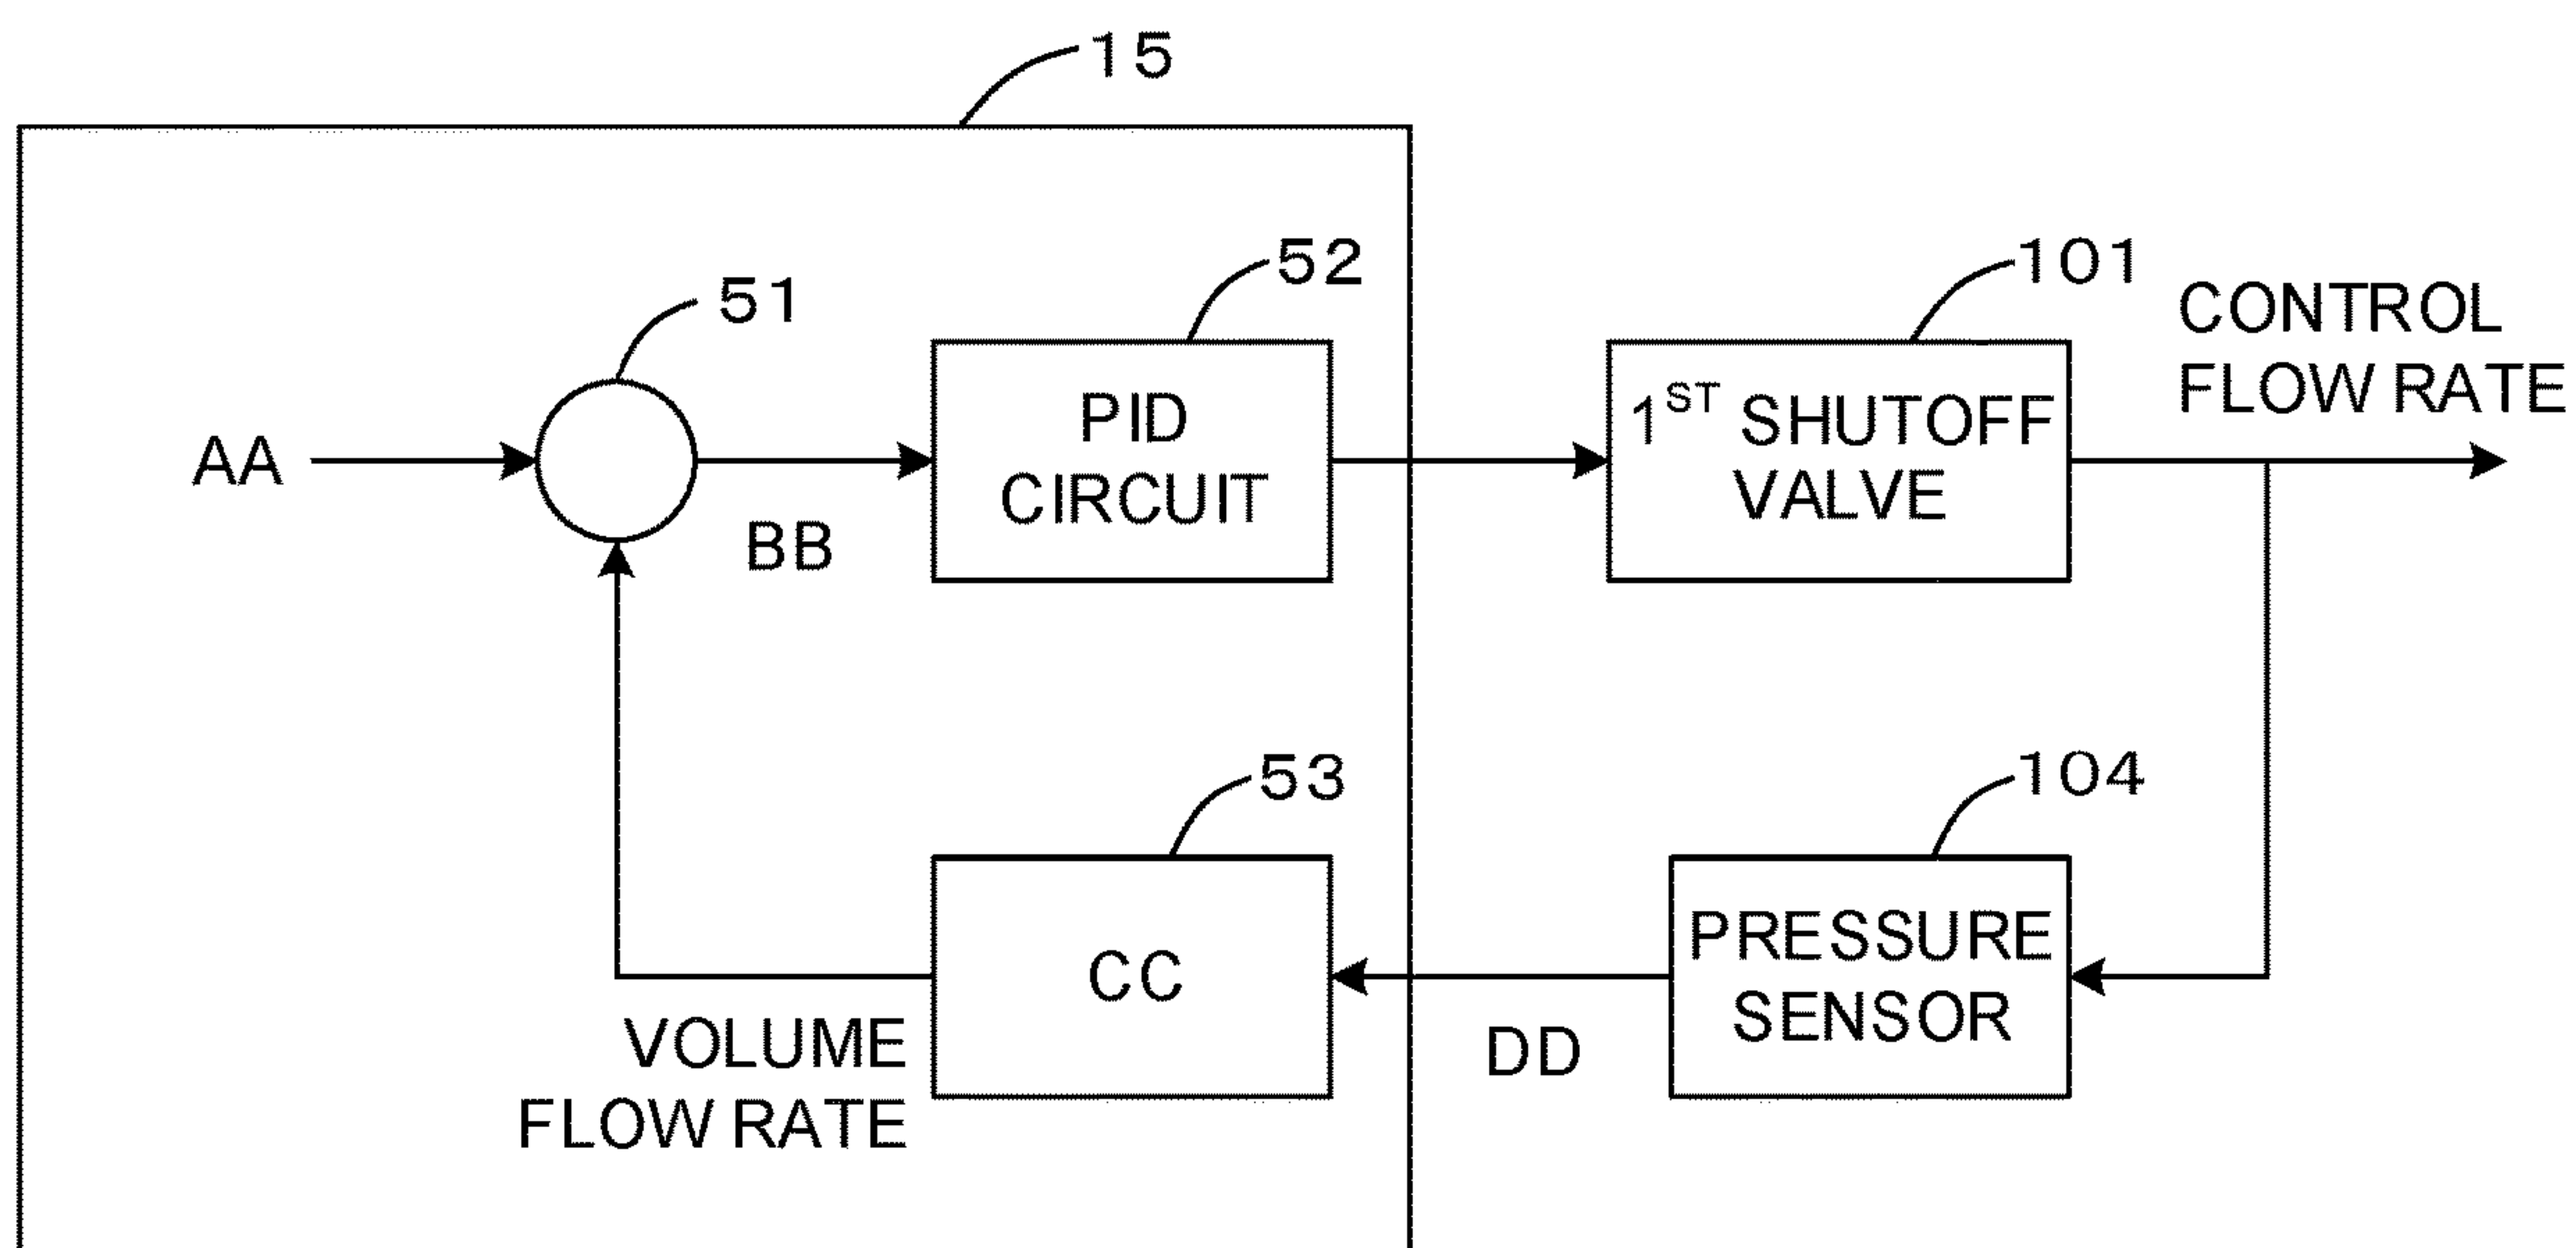 15
51
52
101
CONTROL
FLOW RATE
AA
BB
PID
CIRCUIT
1ST SHUTOFF
VALVE
53
104
CC
PRESSURE
SENSOR
DD
VOLUME
FLOW RATE